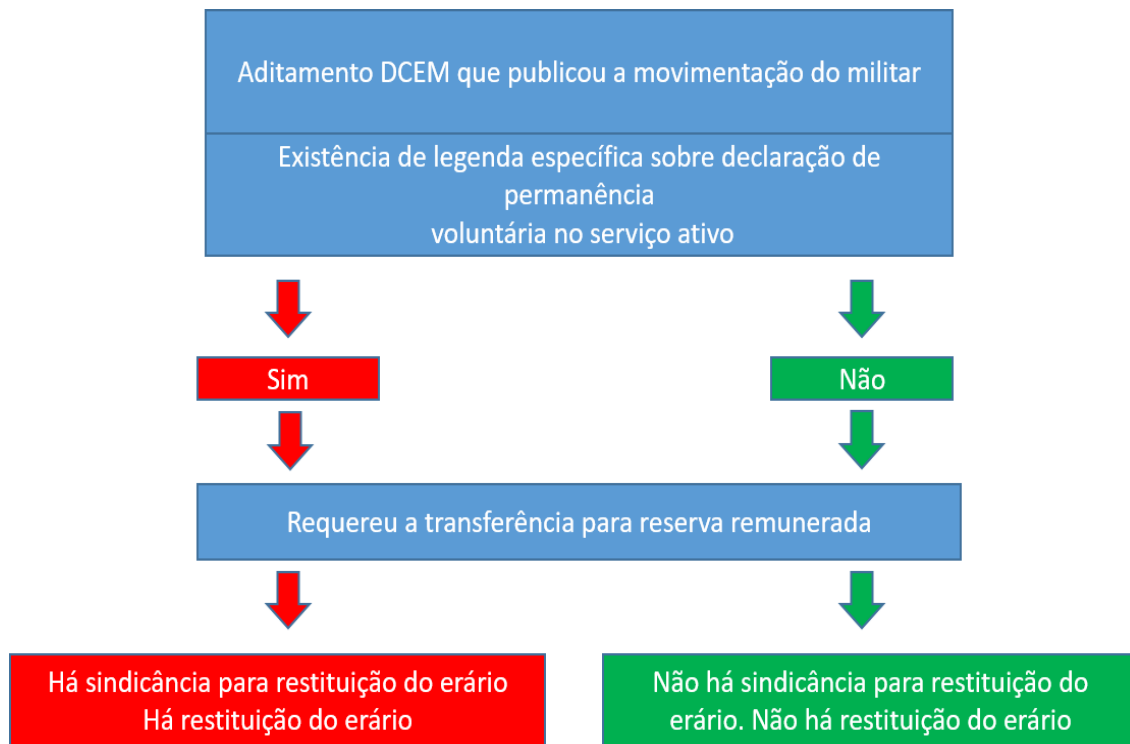 Aditamento DCEM que publicou a movimentação do militar
Existência de legenda específica sobre declaração de
permanência
voluntária no serviço ativo
Sim
Não
Requereu a transferência para reserva remunerada
Há sindicância para restituição do erário
Há restituição do erário
Não há sindicância para restituição do
erário. Não há restituição do erário